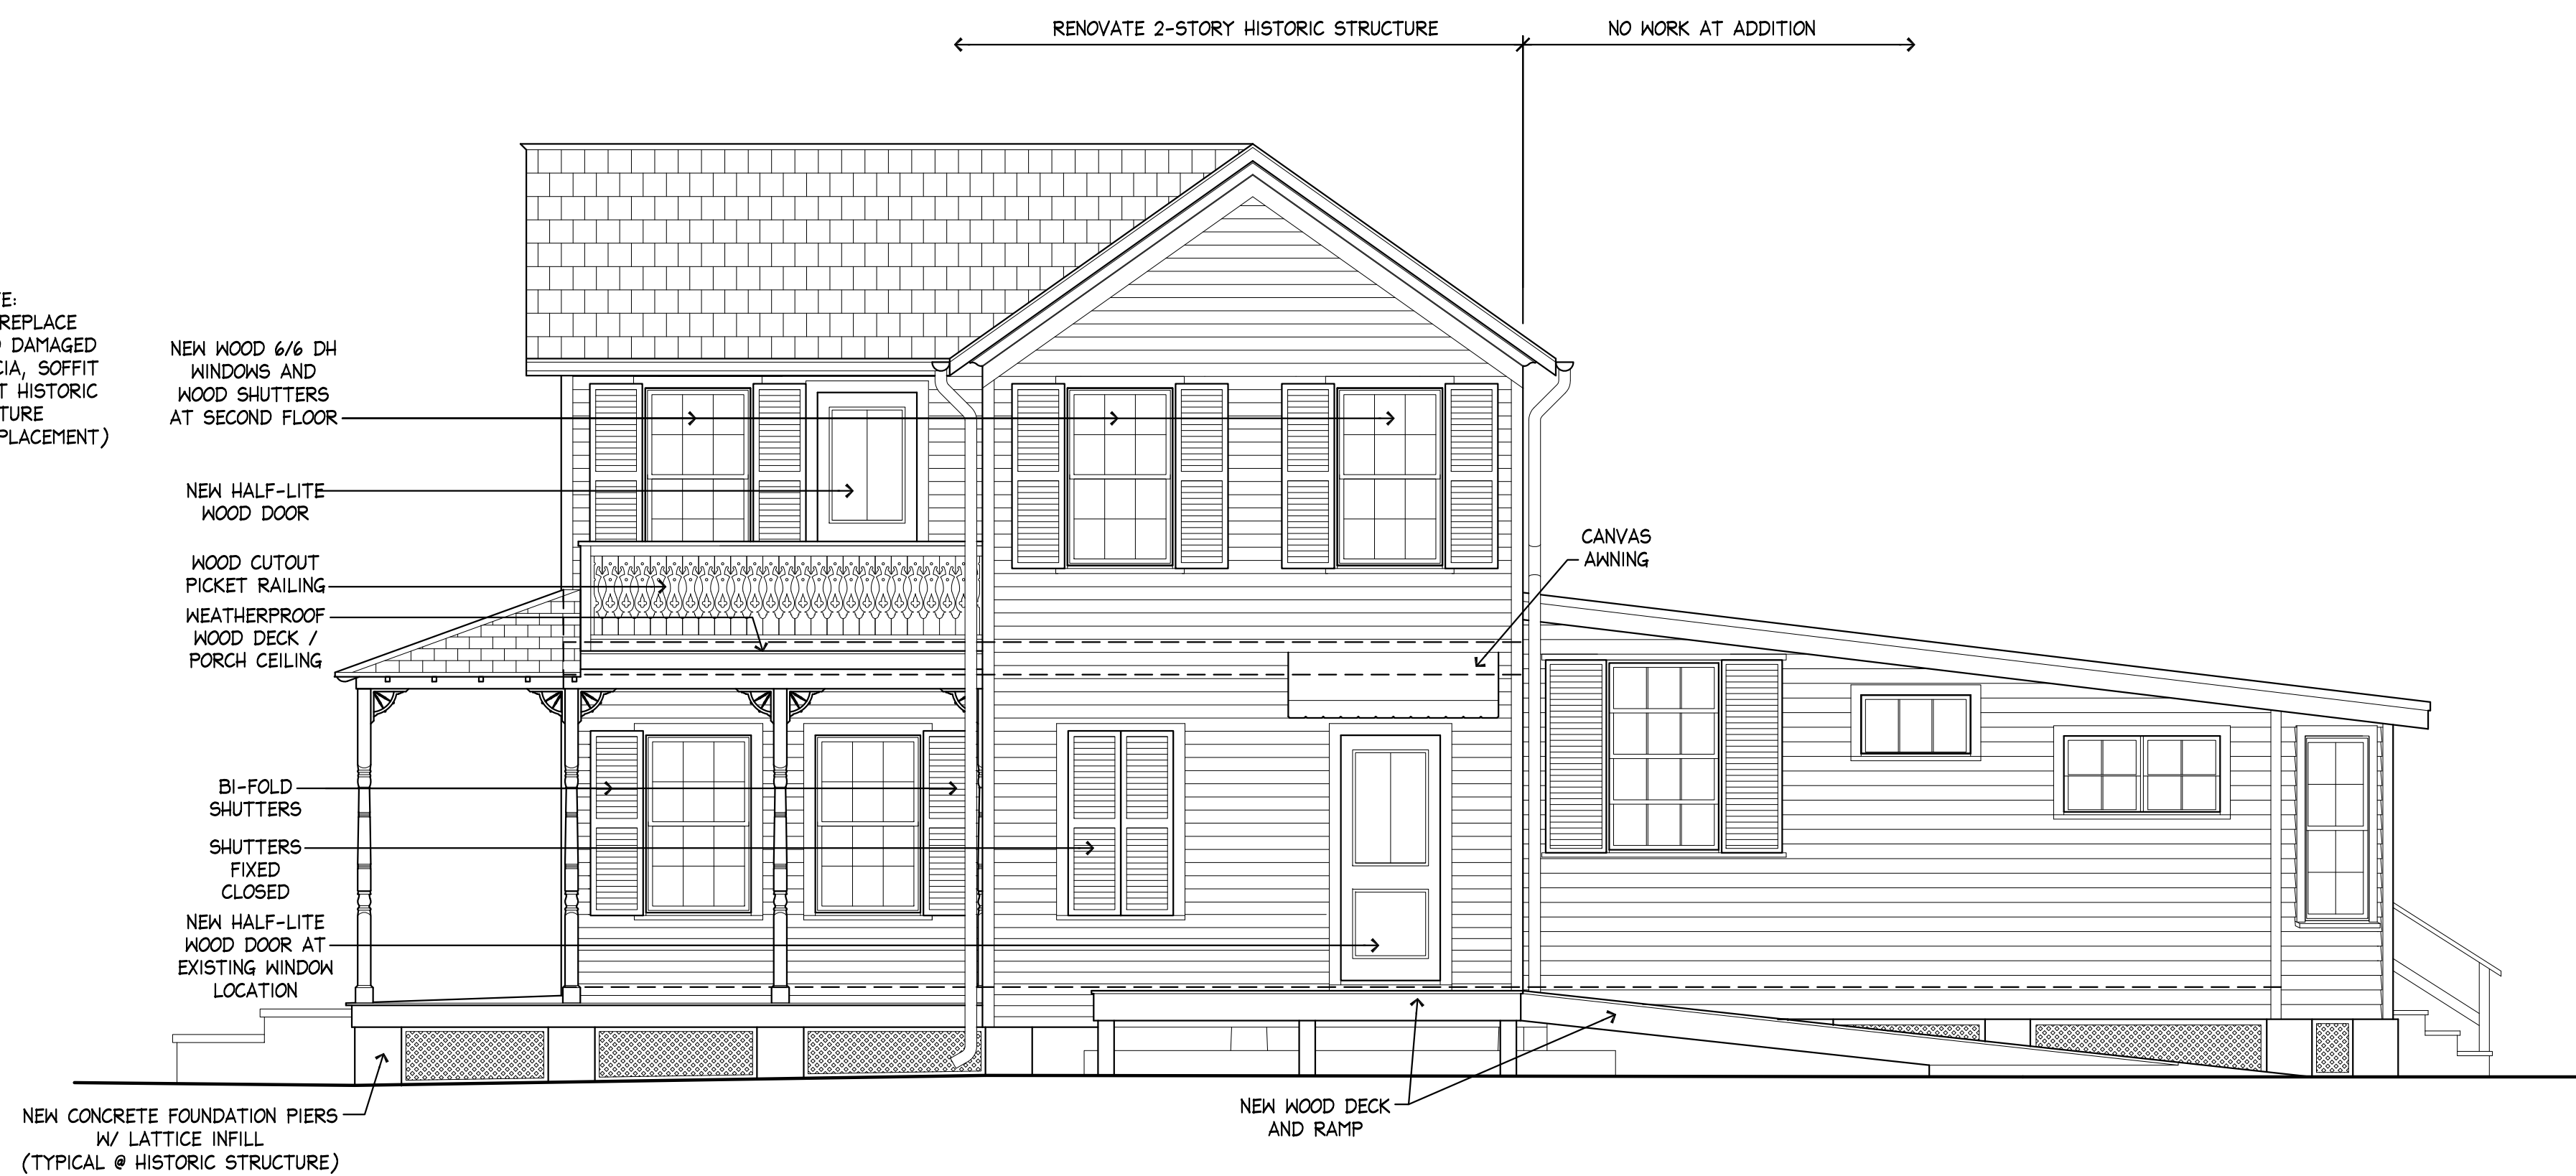 RENOVATE 2-STORY HISTORIC STRUCTURE
NO WORK AT ADDITION
TE:
REPLACE
DAMAGED
CIA, SOFFIT
T HISTORIC
TURE
PLACEMENT)
NEW WOOD 6/6 DH
WINDOWS AND
WOOD SHUTTERS
AT SECOND FLOOR
NEW HALF-LITE
WOOD DOOR
WOOD CUTOUT
PICKET RAILING
WEATHERPROOF
WOOD DECK /
PORCH CEILING
CANVAS
AWNING
BI-FOLD
SHUTTERS
SHUTTERS
FIXED
CLOSED
NEW HALF-LITE
WOOD DOOR AT
EXISTING WINDOW
LOCATION
NEW CONCRETE FOUNDATION PIERS
W/ LATTICE INFILL
(TYPICAL @ HISTORIC STRUCTURE)
NEW WOOD DECK
AND RAMP